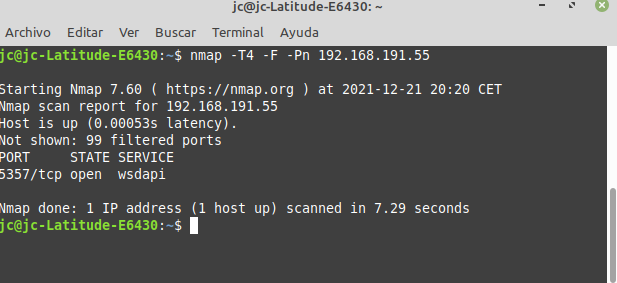 jc@jc-Latitude-E6430: ~
Archivo Editar Ver Buscar Terminal Ayuda
jc@jc-Latitude-E6430:~$ nmap -T4 -F -Pn 192.168.191.55
Starting Nmap 7.60 ( https://nmap.org ) at 2021-12-21 20:20 CET
Nmap scan report for 192.168.191.55
Host is up (0.00053s latency).
Not shown: 99 filtered ports
PORT     STATE SERVICE
5357/tcp open  wsdapi
Nmap done: 1 IP address (1 host up) scanned in 7.29 seconds
jc@jc-Latitude-E6430:~$